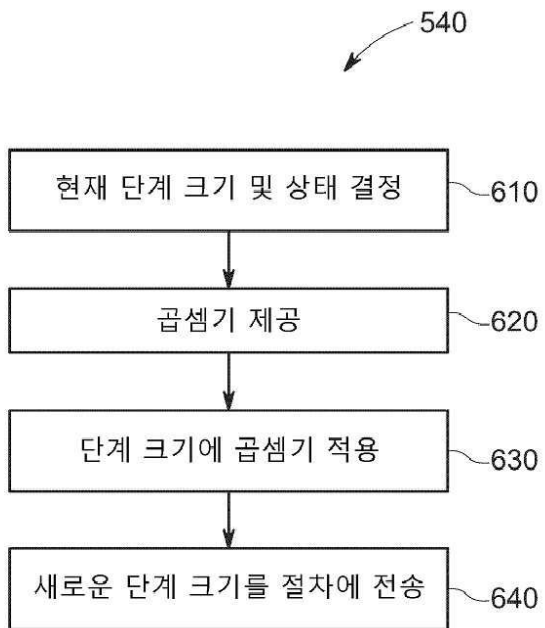 540
현재 단계 크기 및 상태 결정
610
곱셈기 제공
620
단계 크기에 곱셈기 적용
630
새로운 단계 크기를 절차에 전송
640